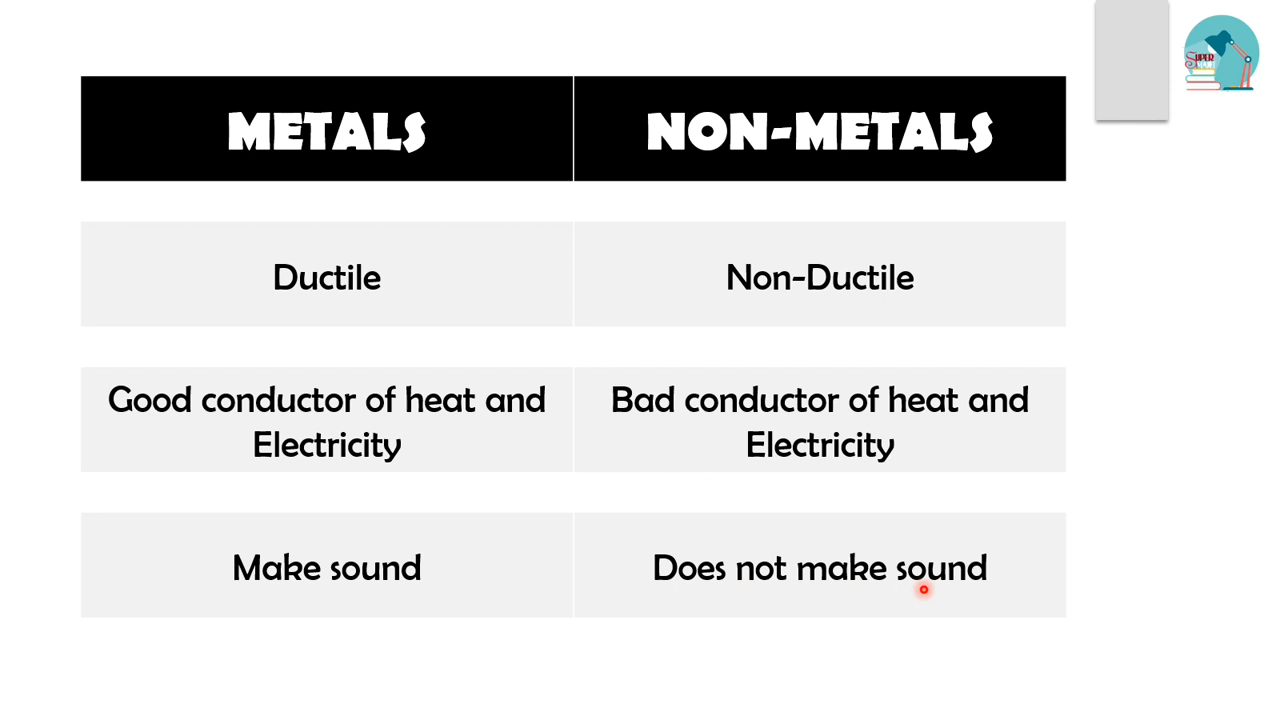 METALS
NON-METALS
Ductile
Non-Ductile
Good conductor of heat and
Electricity
Bad conductor of heat and
Electricity
Make sound
Does not make sound